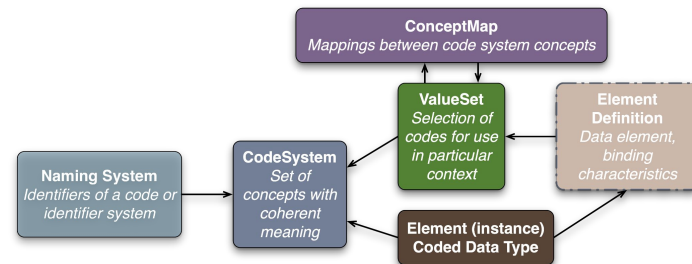 ConceptMap
Mappings between code system concepts
ValueSet
Selection of
codes for use
in particular
context
Element
Definition
Data element,
binding
characteristics
Naming System
Identifiers of a code or
identifier system
CodeSystem
Set of
concepts with
coherent
meaning
Element (instance)
Coded Data Type